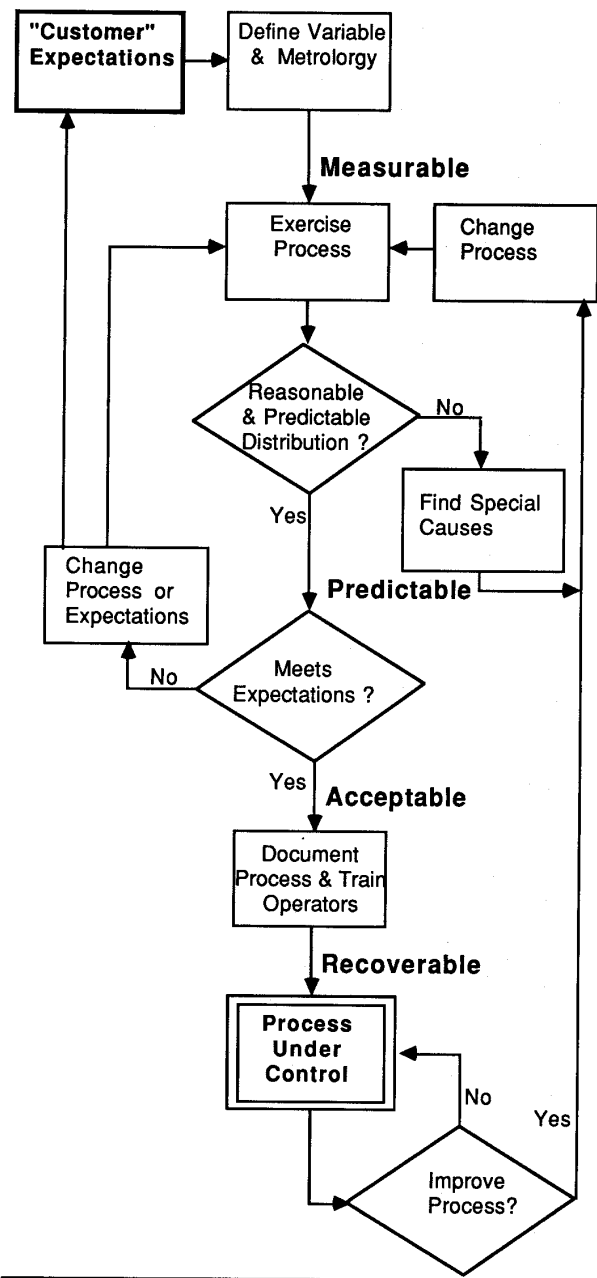 "Customer"
Expectations
Define Variable
& Metrolorgy
Measurable
Exercise
Process
Change
Process
Reasonable
& Predictable
Distribution ?
No
Yes
Find Special
Causes
Change
Process or
Expectations
Predictable
No
Meets
Expectations ?
Yes
Acceptable
Document
Process & Train
Operators
Recoverable
Process
Under
Control
No
Yes
Improve
Process?